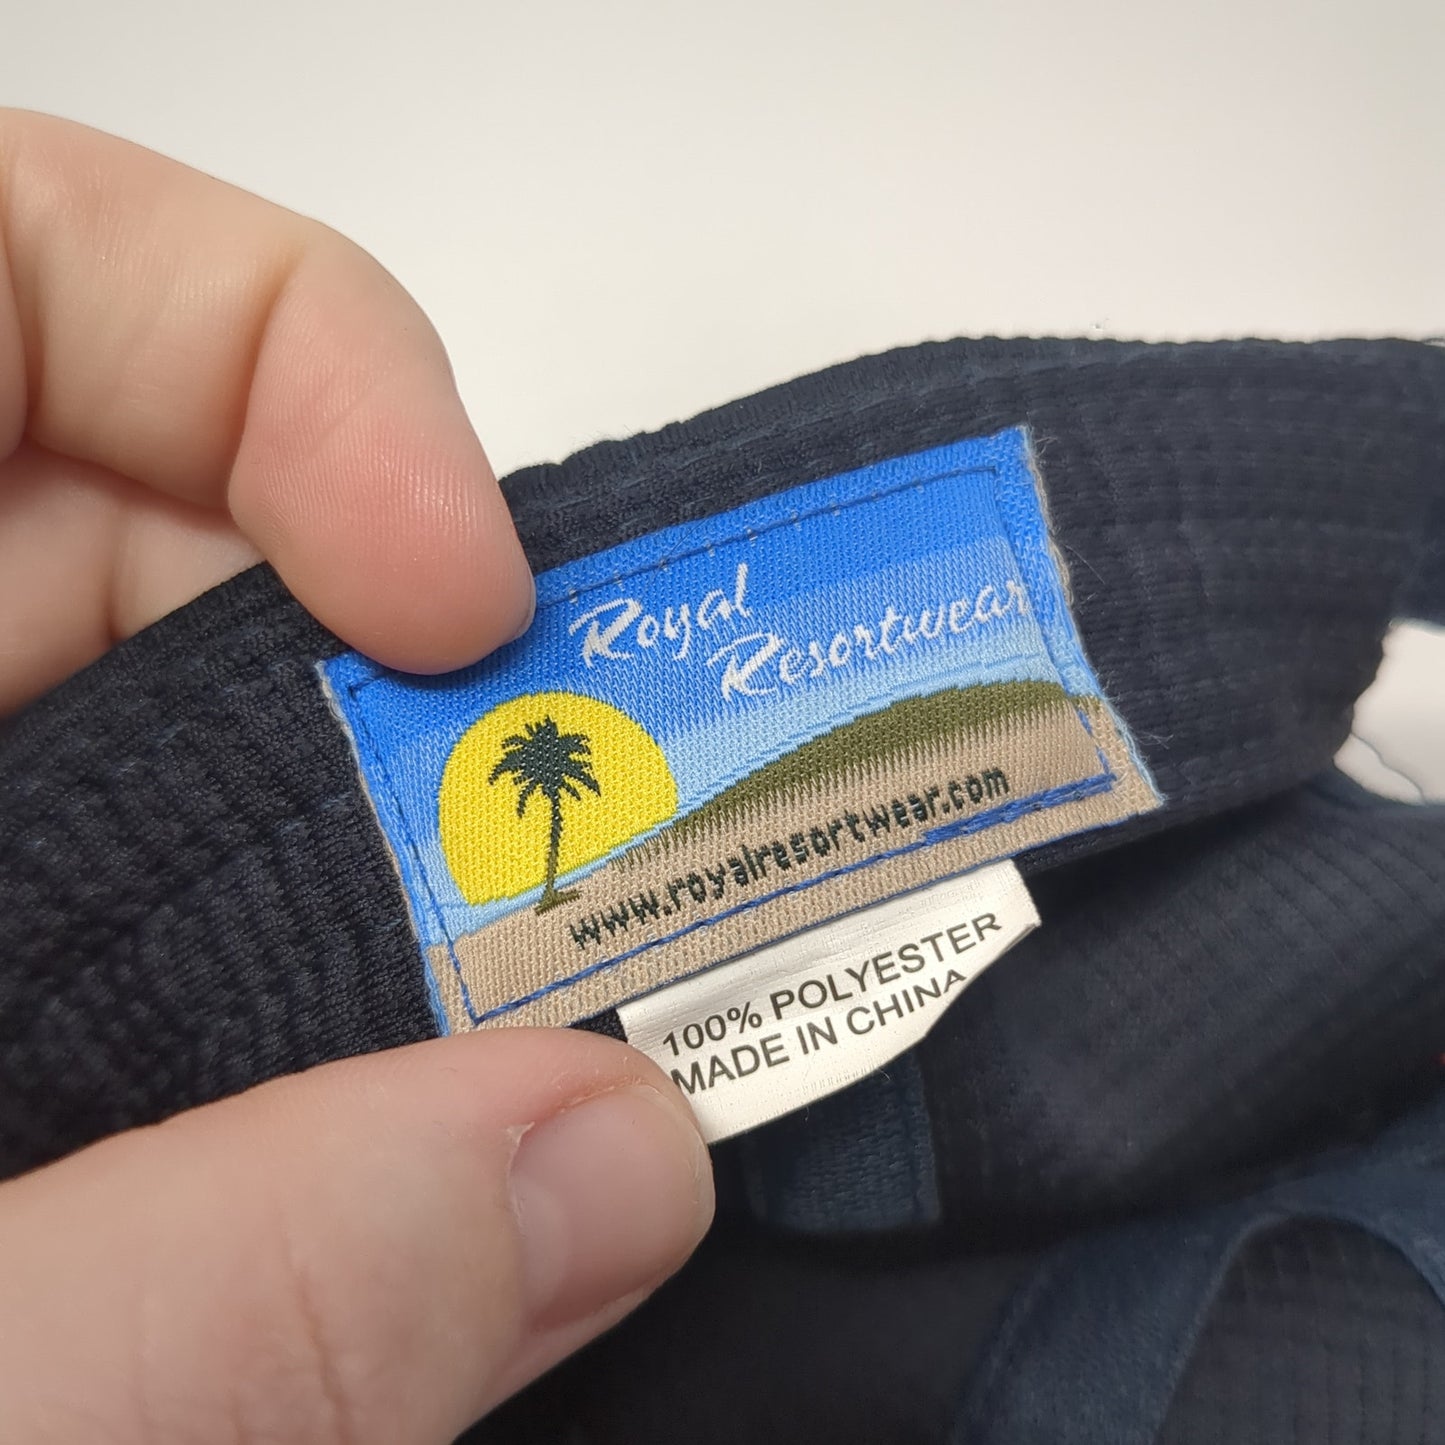 Royal
Resortwear
www.royalresortwear.com
100% POLYESTER
MADE IN CHINA